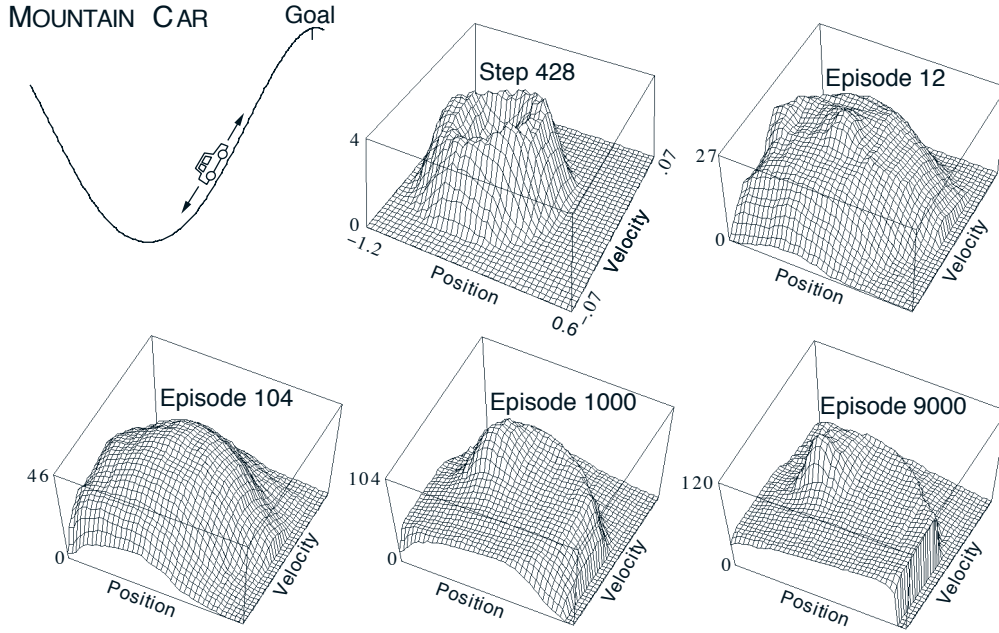 MOUNTAIN CAR
Goal
Step 428
4
0
-1.2
Position
0.6
-.07
Velocity
.07
Episode 12
27
0
Position
Velocity
Episode 104
46
0
Position
Velocity
Episode 1000
104
0
Position
Velocity
Episode 9000
120
0
Position
Velocity